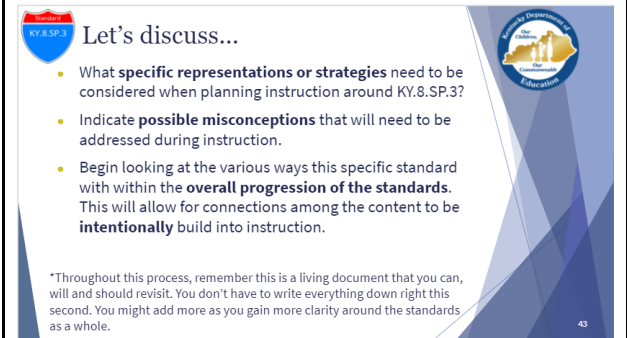 Standard
KY.8.SP.3
Let's discuss...
Kentucky Department of
Education
Our
Children,
Our
Commonwealth
• What specific representations or strategies need to be
considered when planning instruction around KY.8.SP.3?
• Indicate possible misconceptions that will need to be
addressed during instruction.
• Begin looking at the various ways this specific standard
with within the overall progression of the standards.
This will allow for connections among the content to be
intentionally build into instruction.
*Throughout this process, remember this is a living document that you can,
will and should revisit. You don't have to write everything down right this
second. You might add more as you gain more clarity around the standards
as a whole.
43